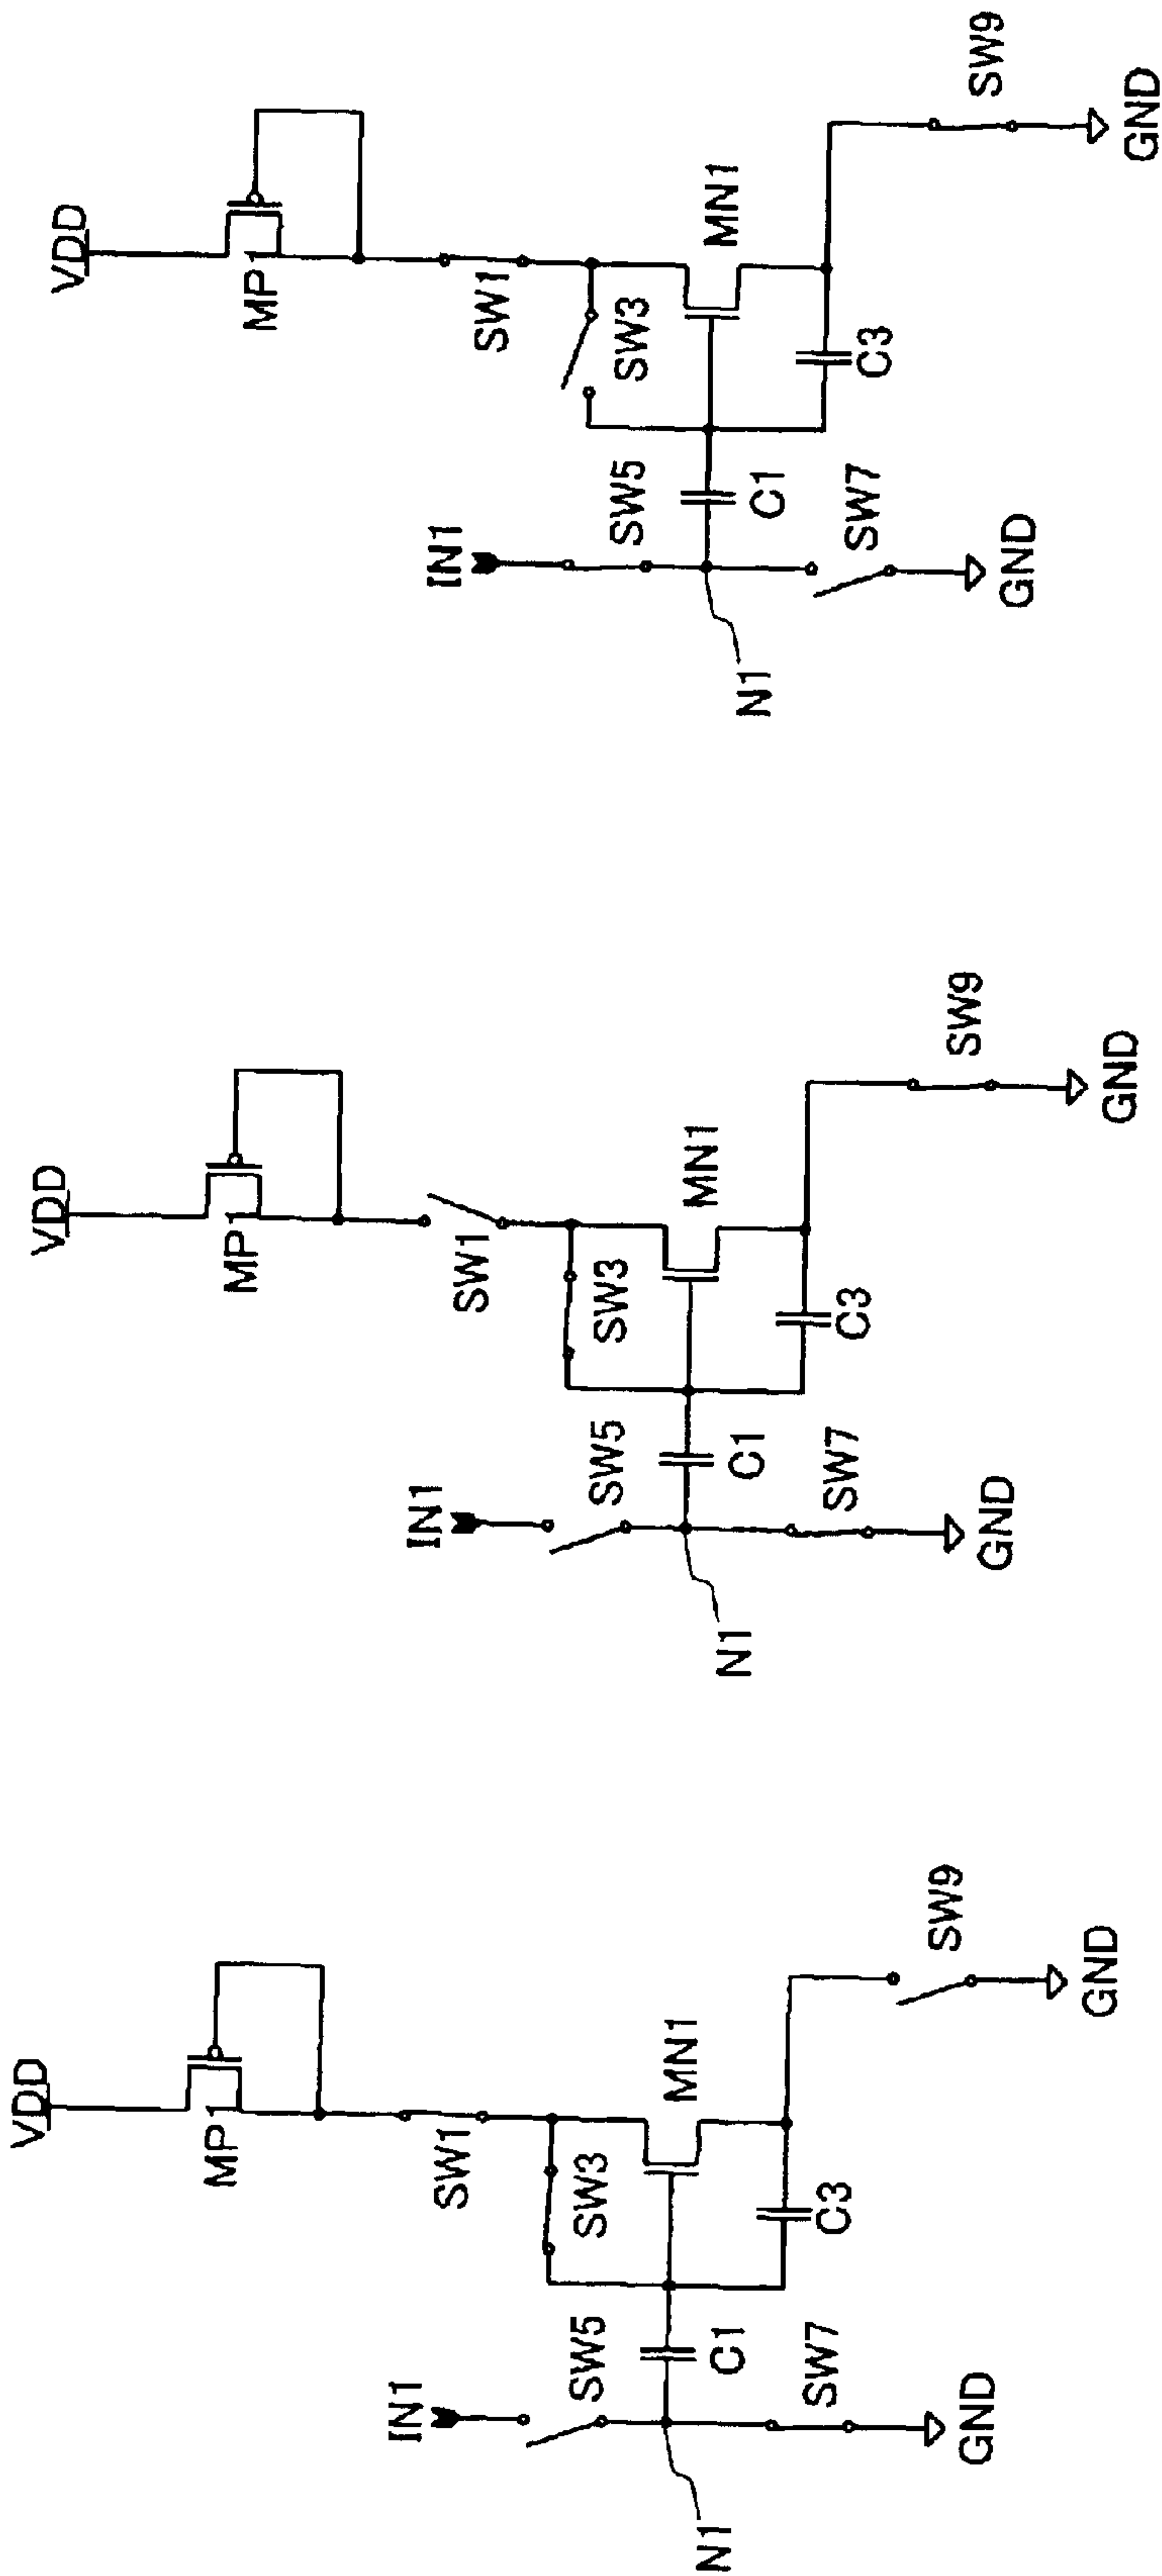 VDD
MP1
SW1
SW3
MN1
IN1
SW5
C1
C3
SW9
N1
SW7
GND
GND
VDD
MP1
SW1
SW3
MN1
IN1
SW5
C1
C3
SW9
N1
SW7
GND
GND
VDD
MP1
SW1
SW3
MN1
IN1
SW5
C1
C3
SW9
N1
SW7
GND
GND